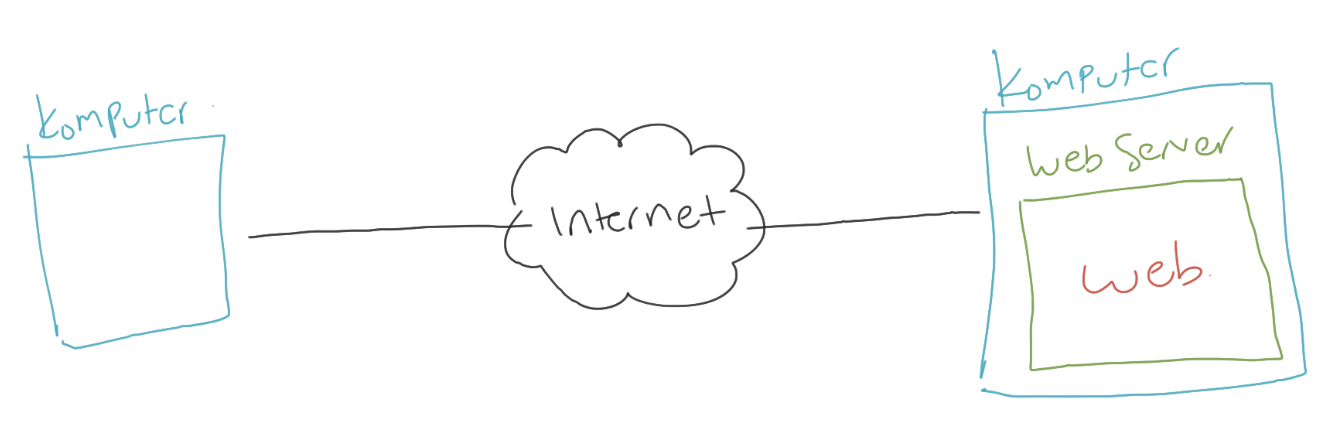 Komputer
Internet
Komputer
Web Server
Web